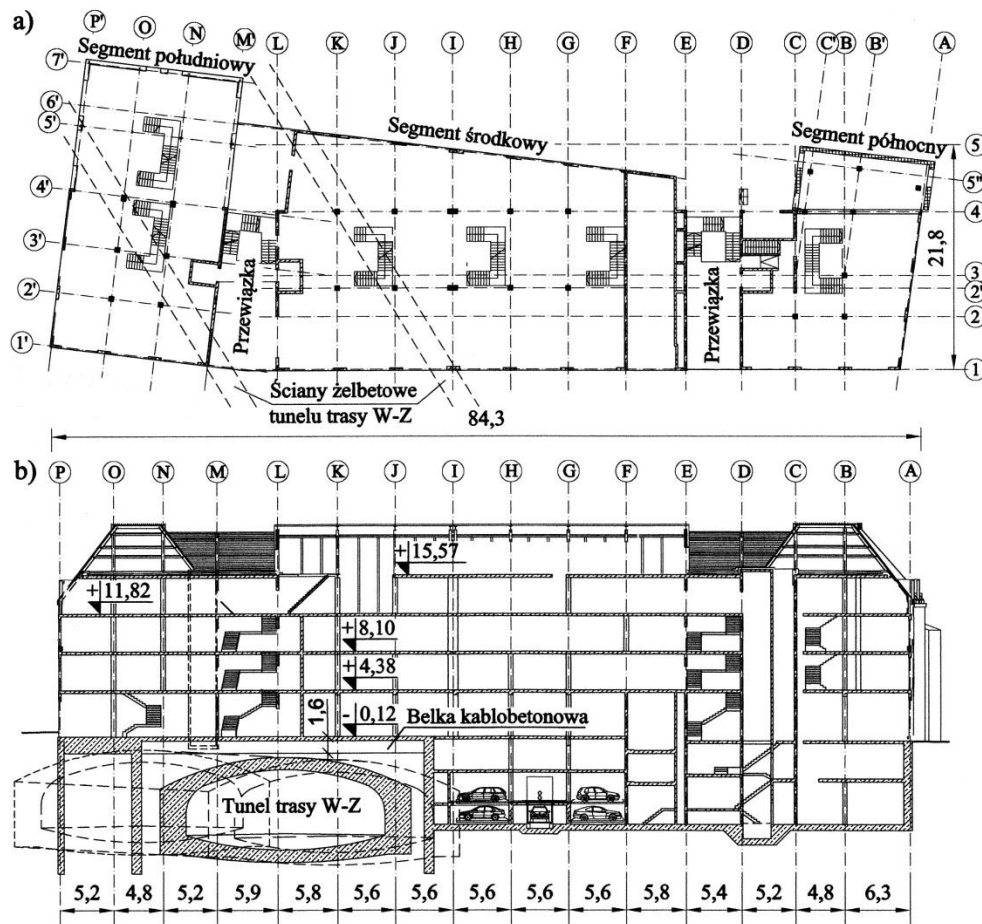 a)
P' O N M' L K J I H G F E D C C' B B' A
7'
Segment południowy
6'
5'
Segment środkowy
Segment północny
5
5"
4'
4
3'
3
2'
2'
2
1'
1
21,8
Przewiązka
Przewiązka
Ściany żelbetowe
tunelu trasy W-Z
84,3
b)
P O N M L K J I H G F E D C B A
+15,57
+11,82
+8,10
+4,38
1,6
- 0,12
Belka kablobetonowa
Tunel trasy W-Z
5,2 4,8 5,2 5,9 5,8 5,6 5,6 5,6 5,6 5,6 5,8 5,4 5,2 4,8 6,3